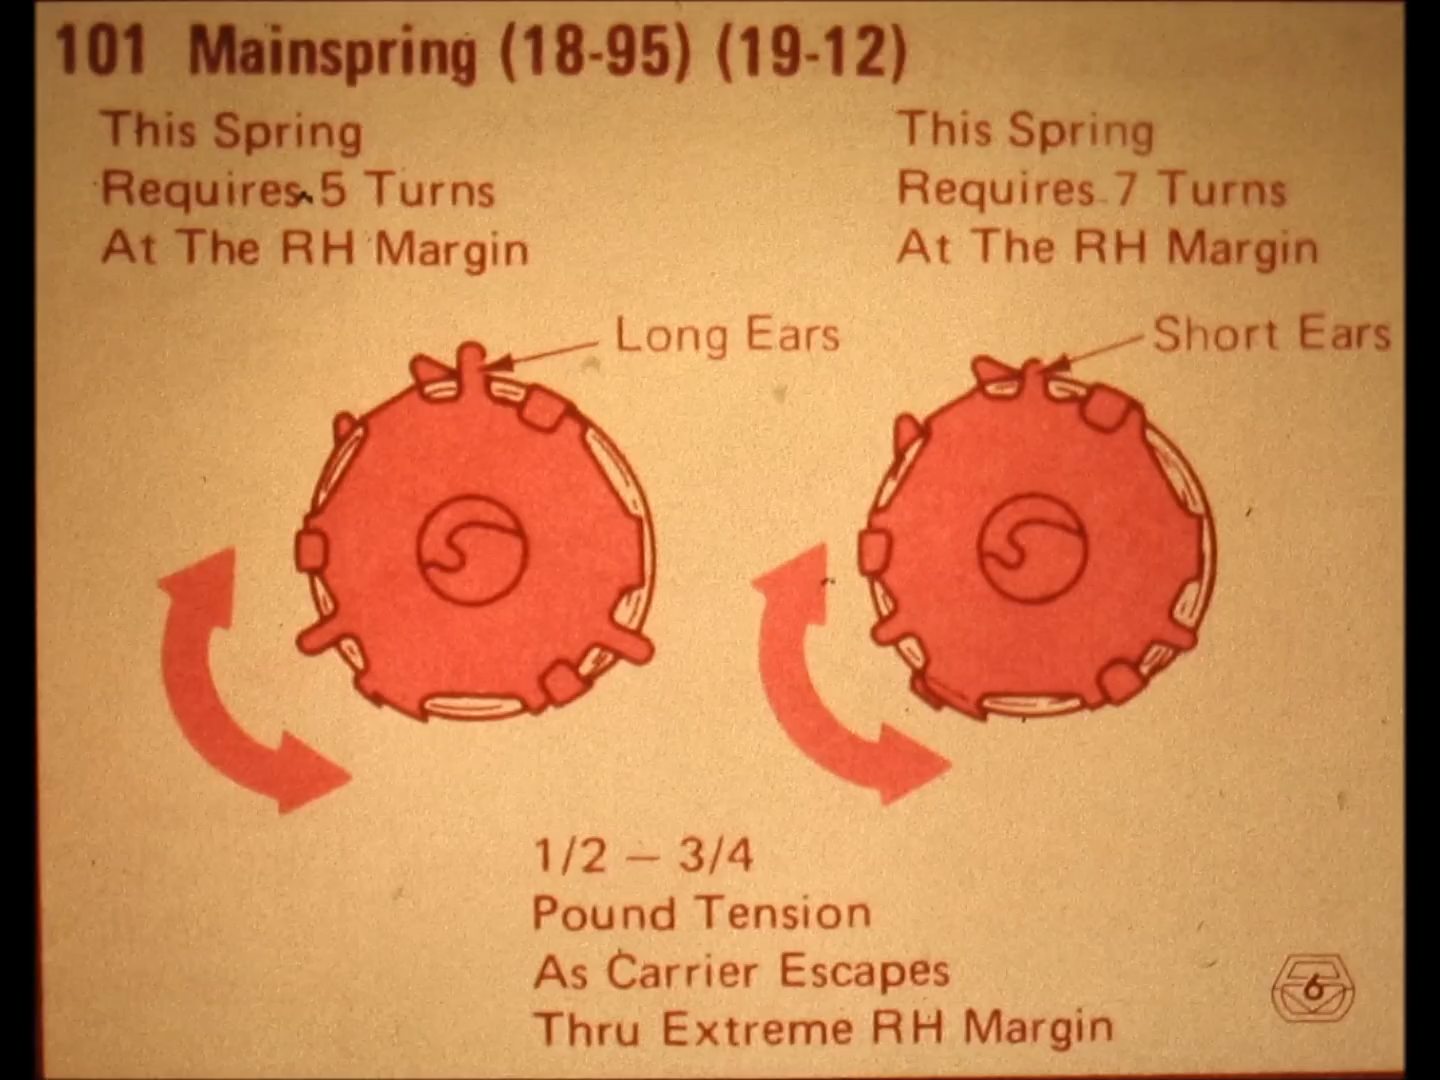 101 Mainspring (18-95) (19-12)
This Spring
Requires 5 Turns
At The RH Margin
This Spring
Requires 7 Turns
At The RH Margin
Long Ears
Short Ears
1/2 – 3/4
Pound Tension
As Carrier Escapes
Thru Extreme RH Margin
6